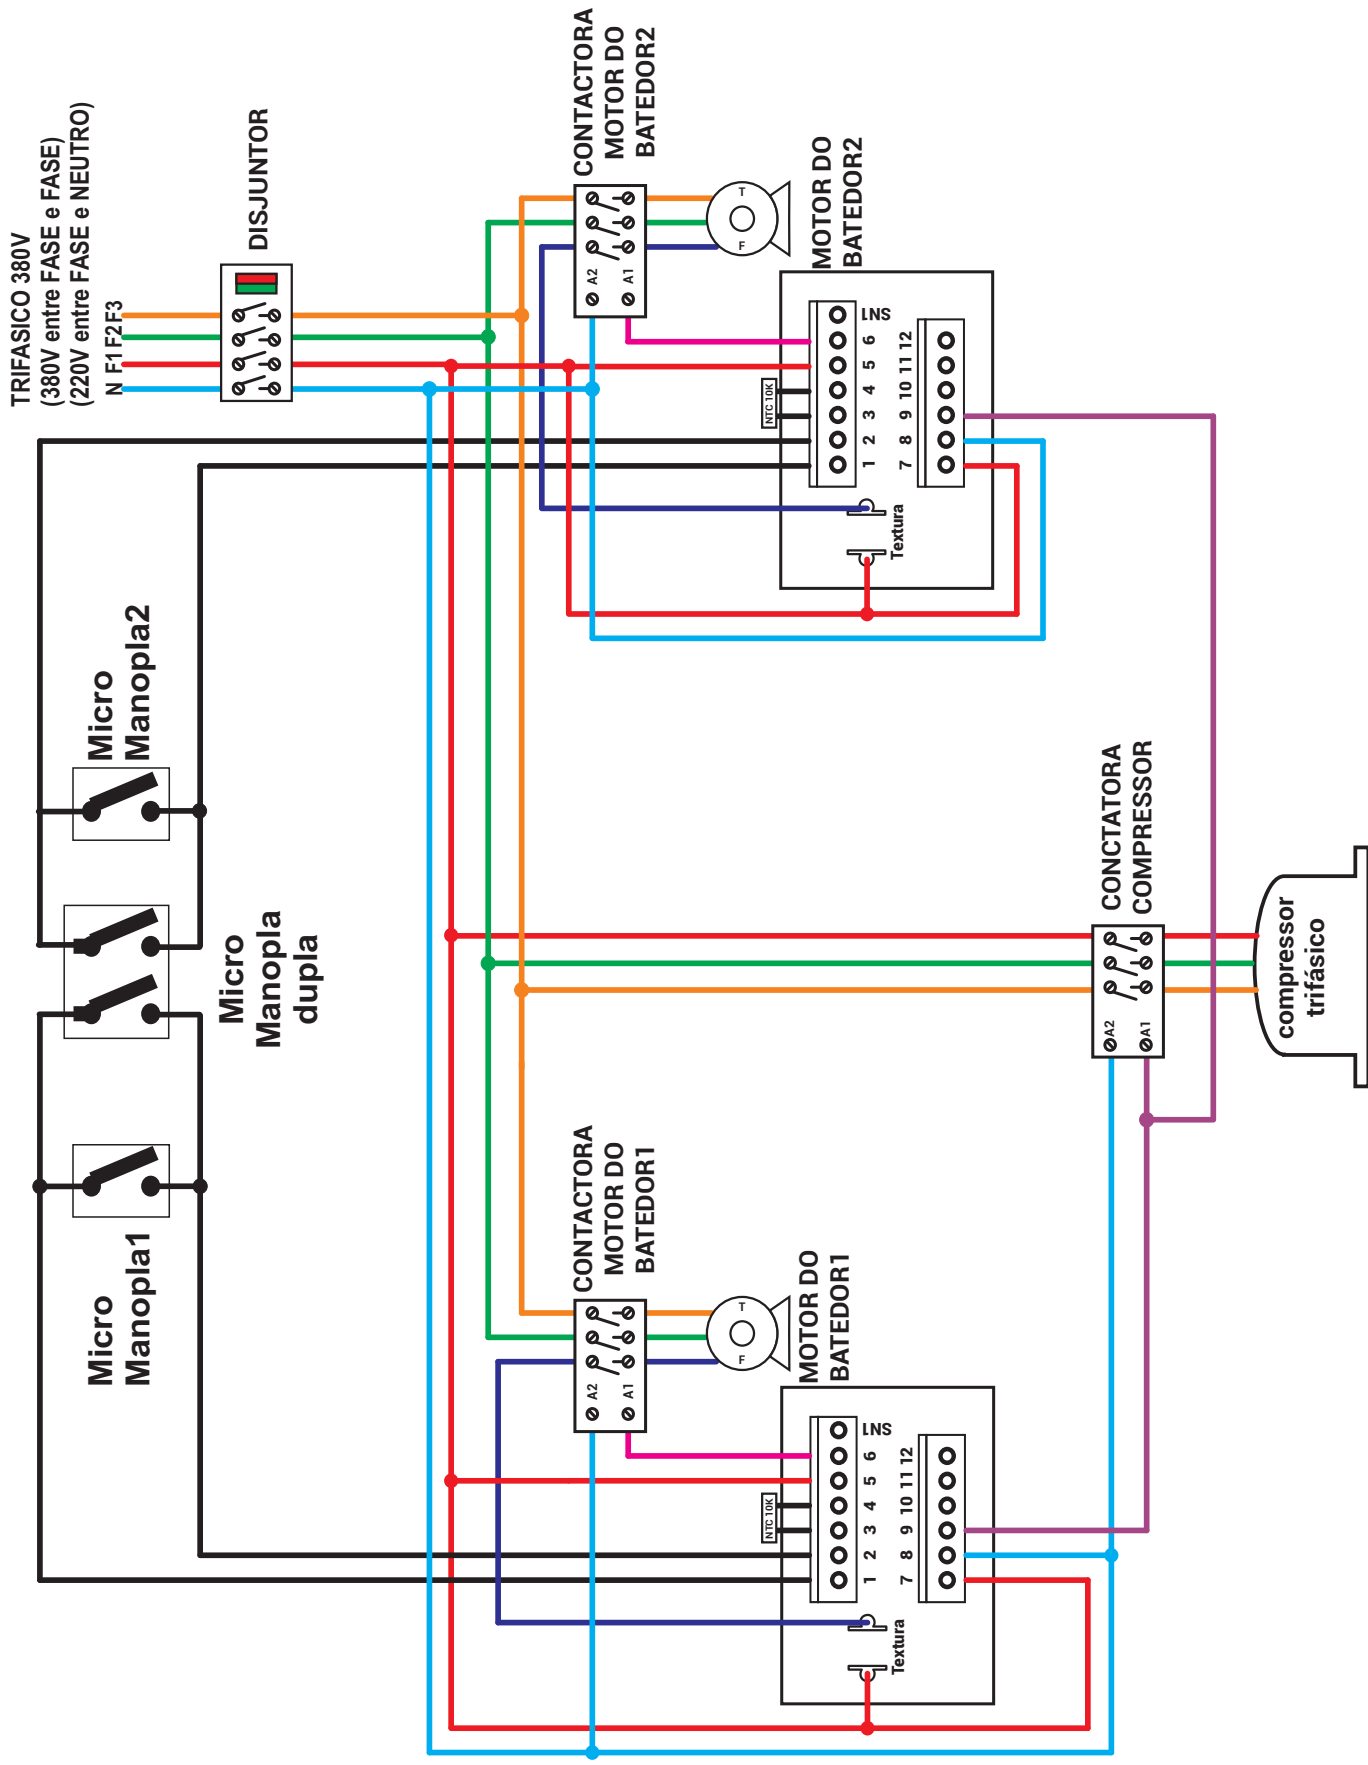 Micro
Manopla1
Micro
Manopla
dupla
Micro
Manopla2
TRIFASICO 380V
(380V entre FASE e FASE)
(220V entre FASE e NEUTRO)
N F1 F2 F3
DISJUNTOR
CONTACTORA
MOTOR DO
BATEDOR1
A2
A1
F T
MOTOR DO
BATEDOR1
NTC 10K
1 2 3 4 5 6 LNS
7 8 9 10 11 12
Textura
CONTACTORA
MOTOR DO
BATEDOR2
A2
A1
F T
MOTOR DO
BATEDOR2
NTC 10K
1 2 3 4 5 6 LNS
7 8 9 10 11 12
Textura
CONCTATORA
COMPRESSOR
A2
A1
compressor
trifásico